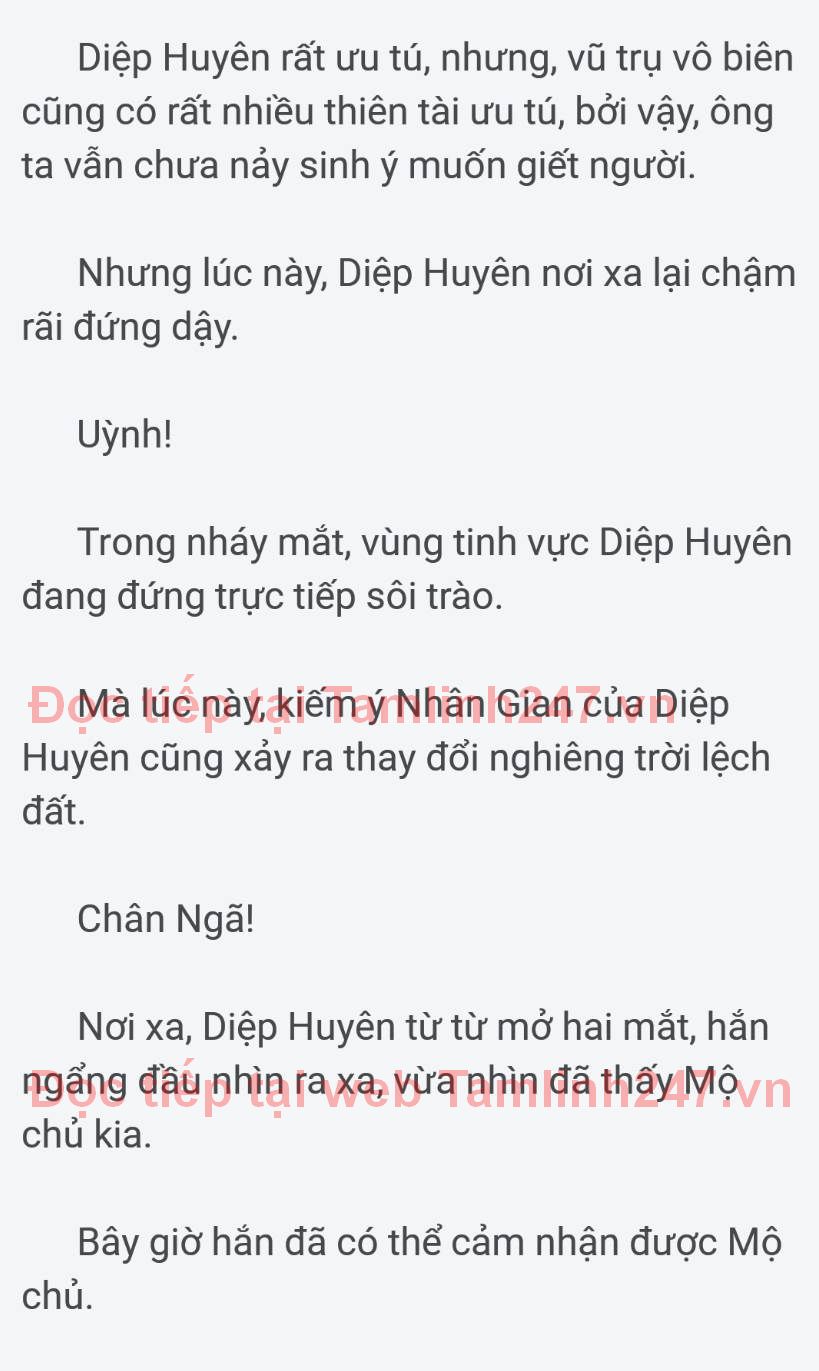 Diệp Huyên rất ưu tú, nhưng, vũ trụ vô biên
cũng có rất nhiều thiên tài ưu tú, bởi vậy, ông
ta vẫn chưa nảy sinh ý muốn giết người.
Nhưng lúc này, Diệp Huyên nơi xa lại chậm
rãi đứng dậy.
Uỳnh!
Trong nháy mắt, vùng tinh vực Diệp Huyên
đang đứng trực tiếp sôi trào.
Mà lúc này, kiếm ý Nhân Gian của Diệp
Đọc tiếp tại Tamlinh247.vn
Huyên cũng xảy ra thay đổi nghiêng trời lệch
đất.
Chân Ngã!
Nơi xa, Diệp Huyên từ từ mở hai mắt, hắn
ngẩng đầu nhìn ra xa, vừa nhìn đã thấy Mộ
Đọc tiếp tại web Tamlinh247.vn
chủ kia.
Bây giờ hắn đã có thể cảm nhận được Mộ
chủ.